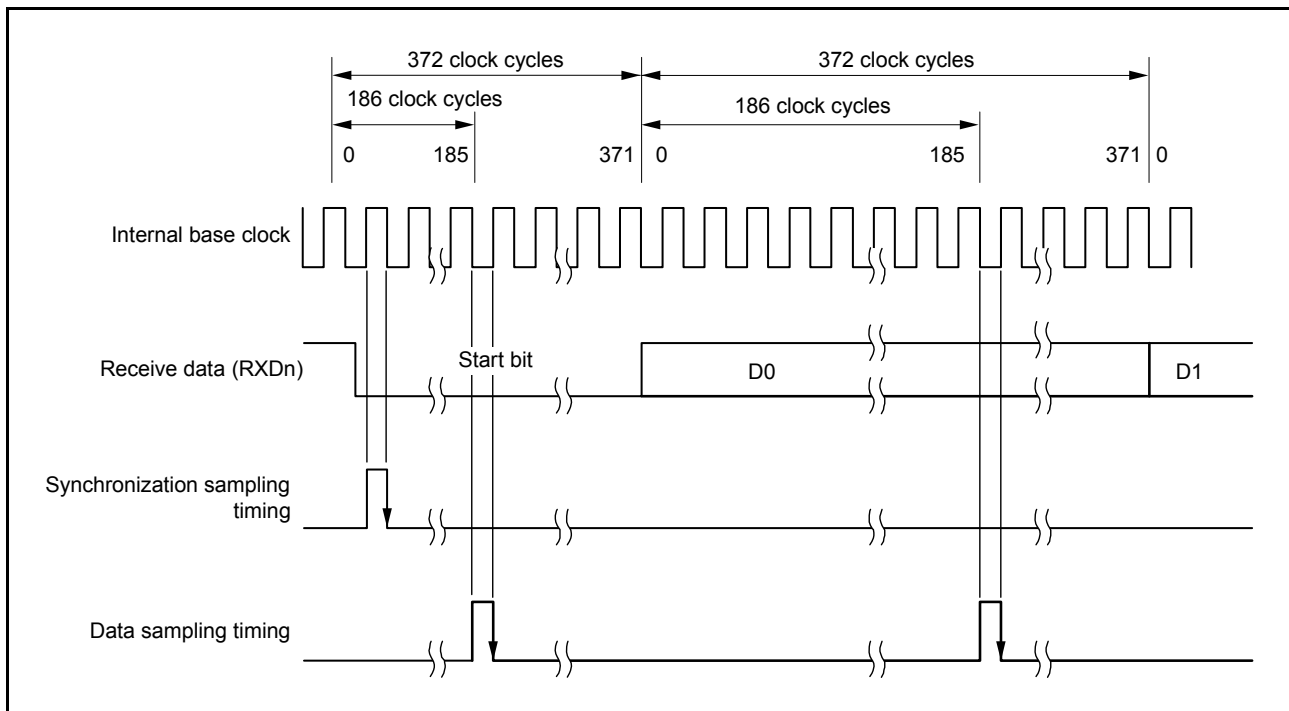 372 clock cycles 372 clock cycles
186 clock cycles 186 clock cycles
0 185 371 0 185 371 0
Internal base clock
Receive data (RXDn) Start bit D0 D1
Synchronization sampling
timing
Data sampling timing